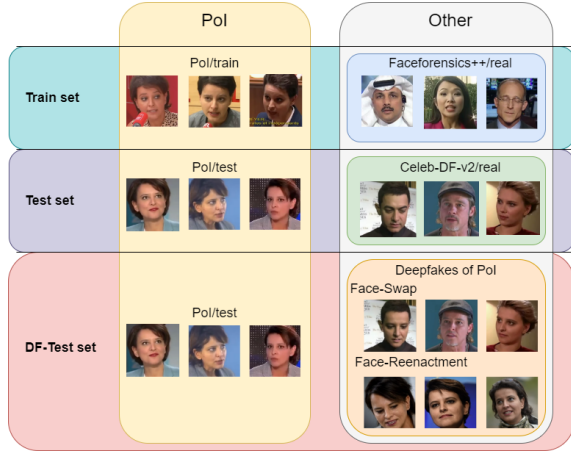 PoI
Other
PoI/train
Faceforensics++/real
Train set
PoI/test
Celeb-DF-v2/real
Test set
Deepfakes of PoI
PoI/test
Face-Swap
DF-Test set
Face-Reenactment